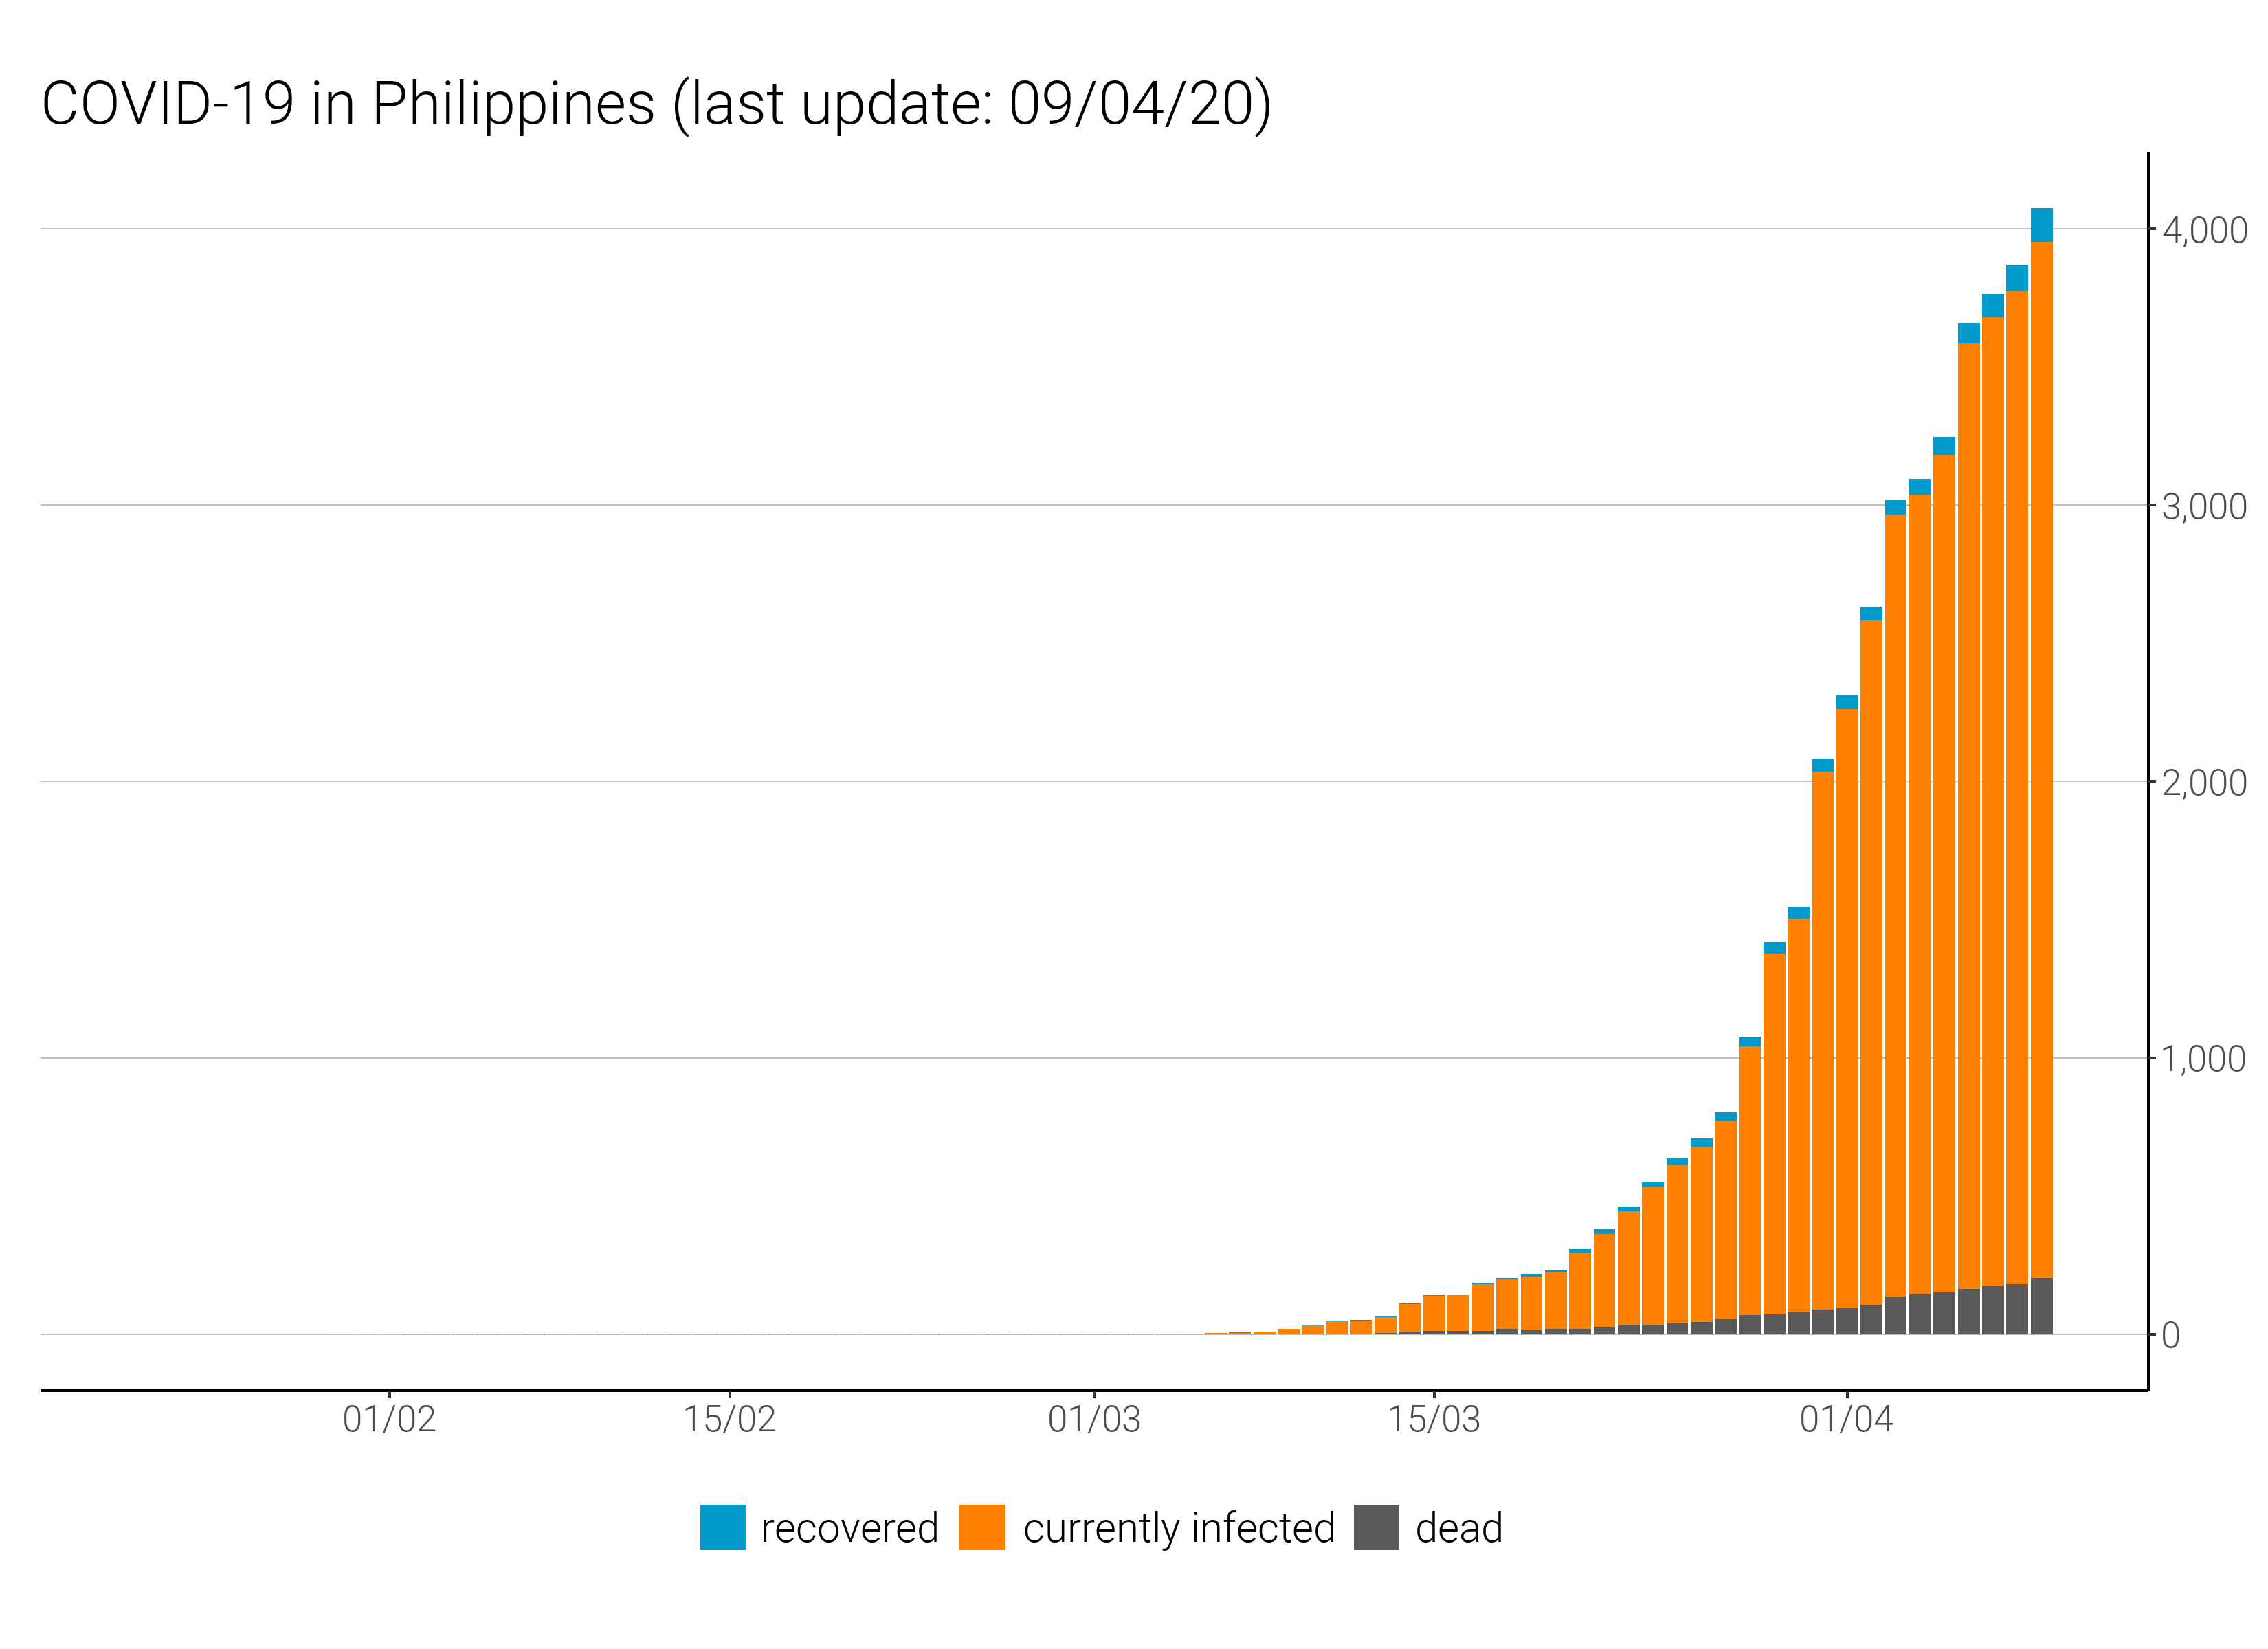 COVID-19 in Philippines (last update: 09/04/20)
4,000
3,000
2,000
1,000
0
01/02 15/02 01/03 15/03 01/04
recovered currently infected dead